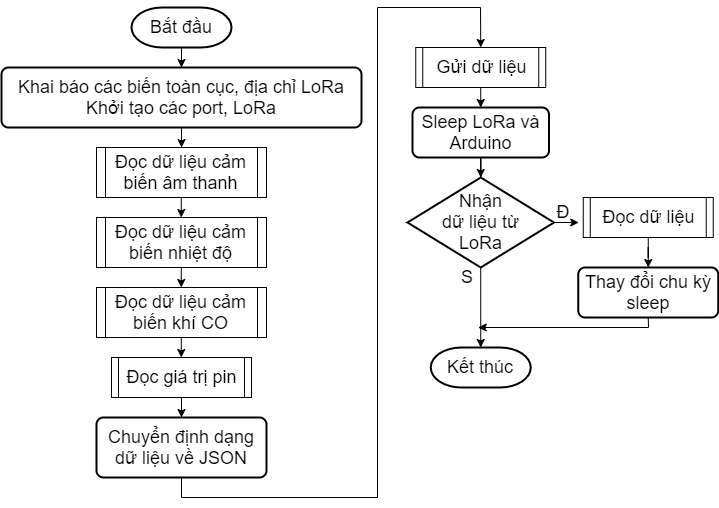 Bắt đầu
Khai báo các biến toàn cục, địa chỉ LoRa
Khởi tạo các port, LoRa
Đọc dữ liệu cảm
biến âm thanh
Đọc dữ liệu cảm
biến nhiệt độ
Đọc dữ liệu cảm
biến khí CO
Đọc giá trị pin
Chuyển định dạng
dữ liệu về JSON
Gửi dữ liệu
Sleep LoRa và
Arduino
Nhận
dữ liệu từ
LoRa
Đ
Đọc dữ liệu
S
Thay đổi chu kỳ
sleep
Kết thúc